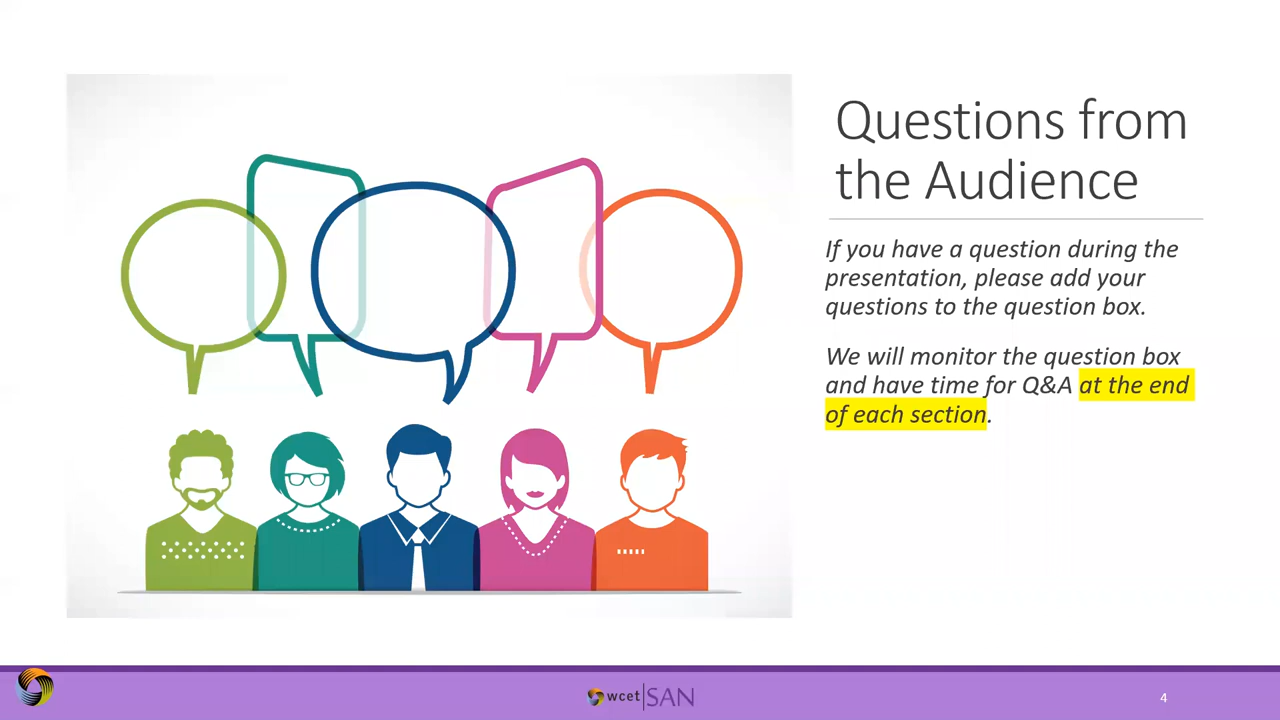 Questions from
the Audience
If you have a question during the
presentation, please add your
questions to the question box.
We will monitor the question box
and have time for Q&A at the end
of each section.
wcet|SAN
4